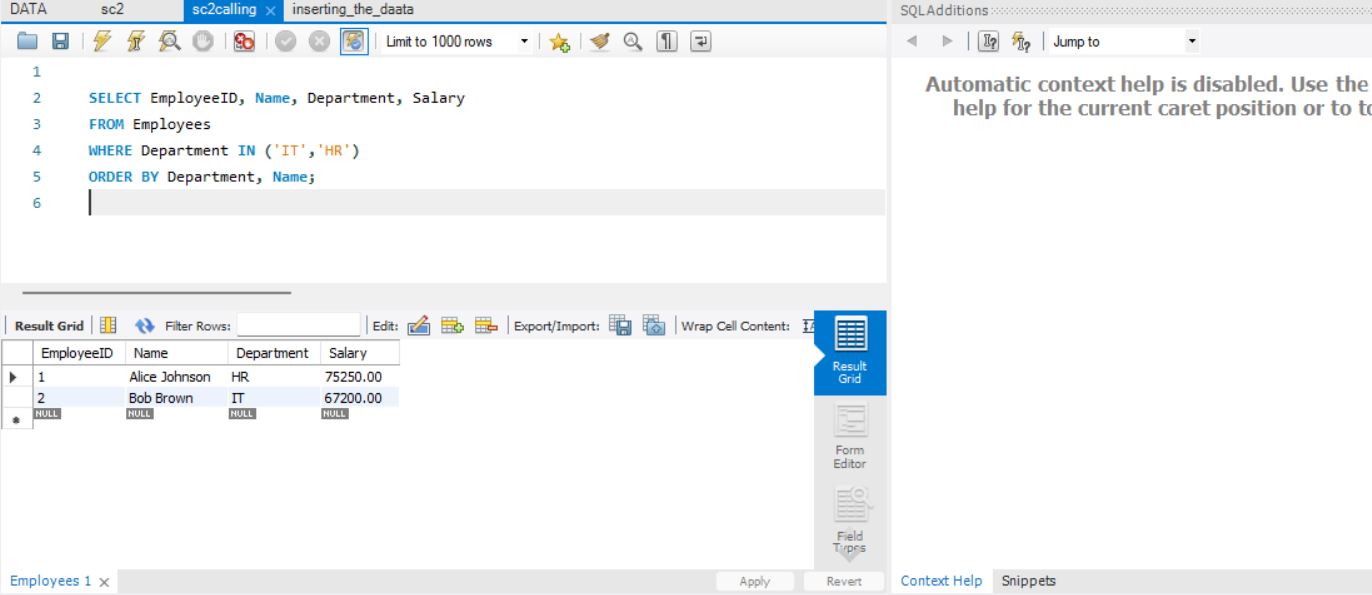 DATA sc2 sc2calling inserting_the_daata
Limit to 1000 rows
1
2 SELECT EmployeeID, Name, Department, Salary
3 FROM Employees
4 WHERE Department IN ('IT','HR')
5 ORDER BY Department, Name;
6
Result Grid Filter Rows: Edit: Export/Import: Wrap Cell Content:
EmployeeID Name Department Salary
1 Alice Johnson HR 75250.00
2 Bob Brown IT 67200.00
NULL NULL NULL NULL
Result
Grid
Form
Editor
Field
Types
Employees 1 Apply Revert
SQLAdditions
Jump to
Automatic context help is disabled. Use the
help for the current caret position or to
Context Help Snippets